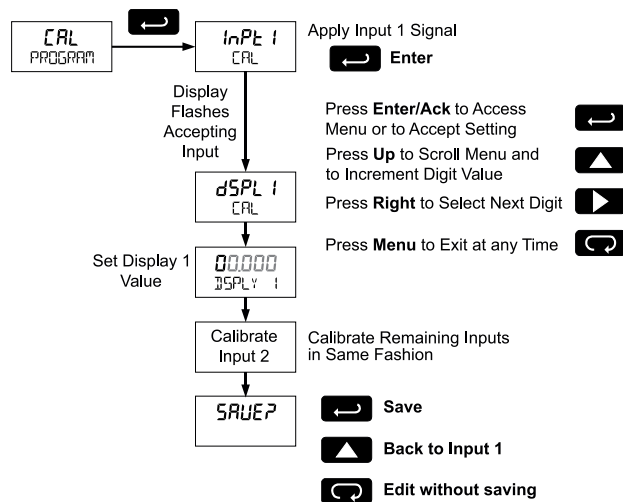 CAL
PROGRAM
InPt 1
CAL
Apply Input 1 Signal
Enter
Display
Flashes
Accepting
Input
Press Enter/Ack to Access
Menu or to Accept Setting
Press Up to Scroll Menu and
to Increment Digit Value
Press Right to Select Next Digit
Press Menu to Exit at any Time
dSPL 1
CAL
Set Display 1
Value
00.000
DSPLY 1
Calibrate
Input 2
Calibrate Remaining Inputs
in Same Fashion
SAVE?
Save
Back to Input 1
Edit without saving